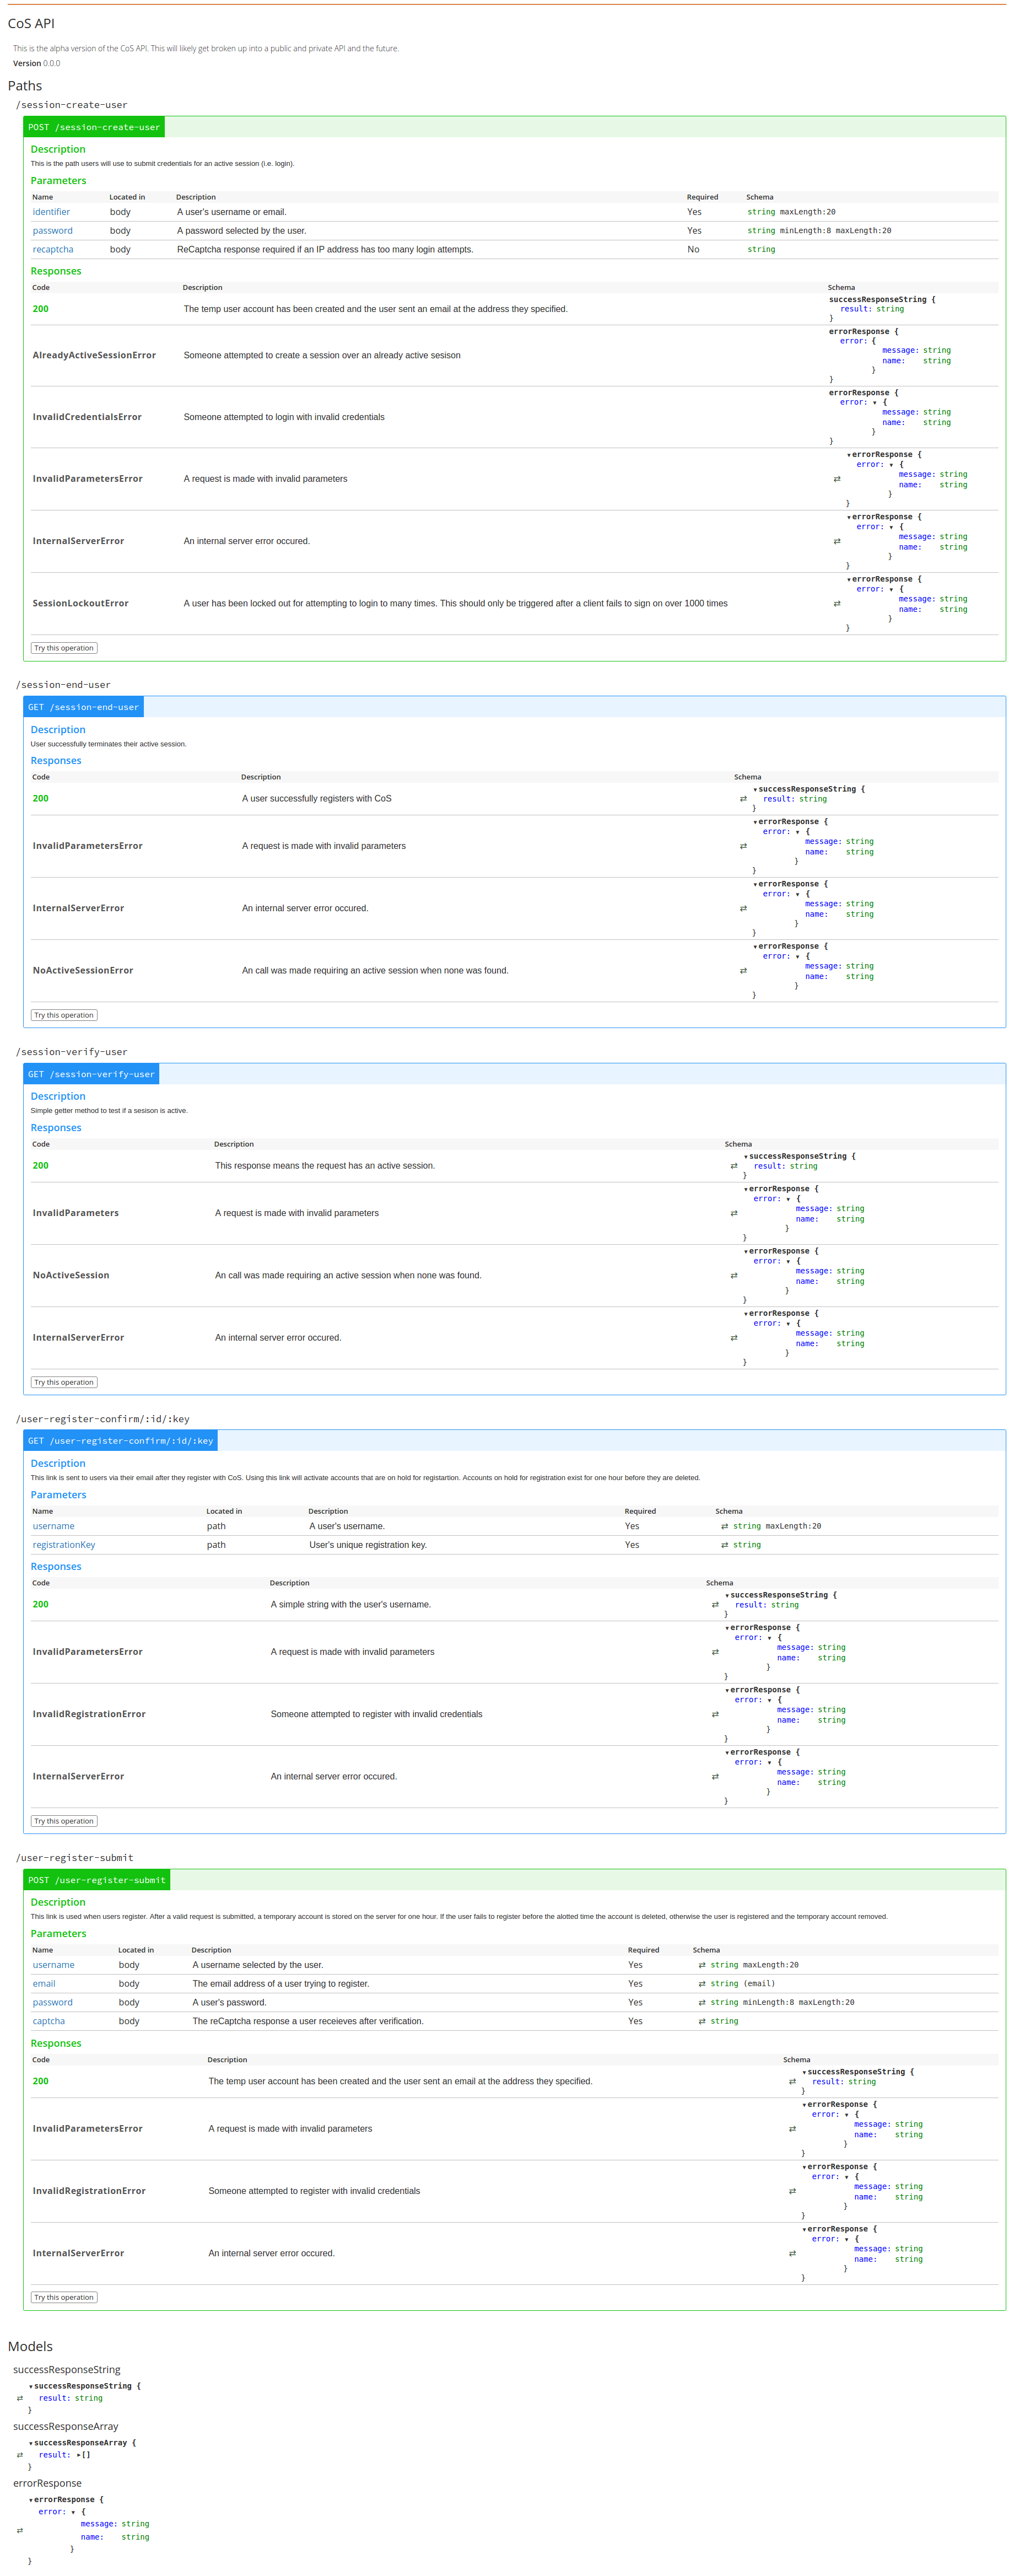 CoS API
This is the alpha version of the CoS API. This will likely get broken up into a public and private API and the future.
Version 0.0.0
Paths
/session-create-user
POST /session-create-user
Description
This is the path users will use to submit credentials for an active session (i.e. login).
Parameters
Name Located in Description Required Schema
identifier body A user's username or email. Yes string maxLength:20
password body A password selected by the user. Yes string minLength:8 maxLength:20
recaptcha body ReCaptcha response required if an IP address has too many login attempts. No string
Responses
Code Description Schema
successResponseString {
200 The temp user account has been created and the user sent an email at the address they specified. result: string
}
errorResponse {
error: {
message: string
AlreadyActiveSessionError Someone attempted to create a session over an already active sesison
name: string
}
}
errorResponse {
error: ▼ {
message: string
InvalidCredentialsError Someone attempted to login with invalid credentials
name: string
}
}
▼errorResponse {
error: ▼ {
message: string
InvalidParametersError A request is made with invalid parameters ⇄
name: string
}
}
▼errorResponse {
error: ▼ {
message: string
InternalServerError An internal server error occured. ⇄
name: string
}
}
▼errorResponse {
error: ▼ {
message: string
SessionLockoutError A user has been locked out for attempting to login to many times. This should only be triggered after a client fails to sign on over 1000 times ⇄
name: string
}
}
Try this operation
/session-end-user
GET /session-end-user
Description
User successfully terminates their active session.
Responses
Code Description Schema
▼successResponseString {
200 A user successfully registers with CoS ⇄ result: string
}
▼errorResponse {
error: ▼ {
message: string
InvalidParametersError A request is made with invalid parameters ⇄
name: string
}
}
▼errorResponse {
error: ▼ {
message: string
InternalServerError An internal server error occured. ⇄
name: string
}
}
▼errorResponse {
error: ▼ {
message: string
NoActiveSessionError An call was made requiring an active session when none was found. ⇄
name: string
}
}
Try this operation
/session-verify-user
GET /session-verify-user
Description
Simple getter method to test if a sesison is active.
Responses
Code Description Schema
▼successResponseString {
200 This response means the request has an active session. ⇄ result: string
}
▼errorResponse {
error: ▼ {
message: string
InvalidParameters A request is made with invalid parameters ⇄
name: string
}
}
▼errorResponse {
error: ▼ {
message: string
NoActiveSession An call was made requiring an active session when none was found. ⇄
name: string
}
}
▼errorResponse {
error: ▼ {
message: string
InternalServerError An internal server error occured. ⇄
name: string
}
}
Try this operation
/user-register-confirm/:id/:key
GET /user-register-confirm/:id/:key
Description
This link is sent to users via their email after they register with CoS. Using this link will activate accounts that are on hold for registartion. Accounts on hold for registration exist for one hour before they are deleted.
Parameters
Name Located in Description Required Schema
username path A user's username. Yes ⇄ string maxLength:20
registrationKey path User's unique registration key. Yes ⇄ string
Responses
Code Description Schema
▼successResponseString {
200 A simple string with the user's username. ⇄ result: string
}
▼errorResponse {
error: ▼ {
message: string
InvalidParametersError A request is made with invalid parameters ⇄
name: string
}
}
▼errorResponse {
error: ▼ {
message: string
InvalidRegistrationError Someone attempted to register with invalid credentials ⇄
name: string
}
}
▼errorResponse {
error: ▼ {
message: string
InternalServerError An internal server error occured. ⇄
name: string
}
}
Try this operation
/user-register-submit
POST /user-register-submit
Description
This link is used when users register. After a valid request is submitted, a temporary account is stored on the server for one hour. If the user fails to register before the alotted time the account is deleted, otherwise the user is registered and the temporary account removed.
Parameters
Name Located in Description Required Schema
username body A username selected by the user. Yes ⇄ string maxLength:20
email body The email address of a user trying to register. Yes ⇄ string (email)
password body A user's password. Yes ⇄ string minLength:8 maxLength:20
captcha body The reCaptcha response a user receieves after verification. Yes ⇄ string
Responses
Code Description Schema
▼successResponseString {
200 The temp user account has been created and the user sent an email at the address they specified. ⇄ result: string
}
▼errorResponse {
error: ▼ {
message: string
InvalidParametersError A request is made with invalid parameters ⇄
name: string
}
}
▼errorResponse {
error: ▼ {
message: string
InvalidRegistrationError Someone attempted to register with invalid credentials ⇄
name: string
}
}
▼errorResponse {
error: ▼ {
message: string
InternalServerError An internal server error occured. ⇄
name: string
}
}
Try this operation
Models
successResponseString
▼successResponseString {
⇄ result: string
}
successResponseArray
▼successResponseArray {
⇄ result: ►[]
}
errorResponse
▼errorResponse {
error: ▼ {
message: string
⇄
name: string
}
}